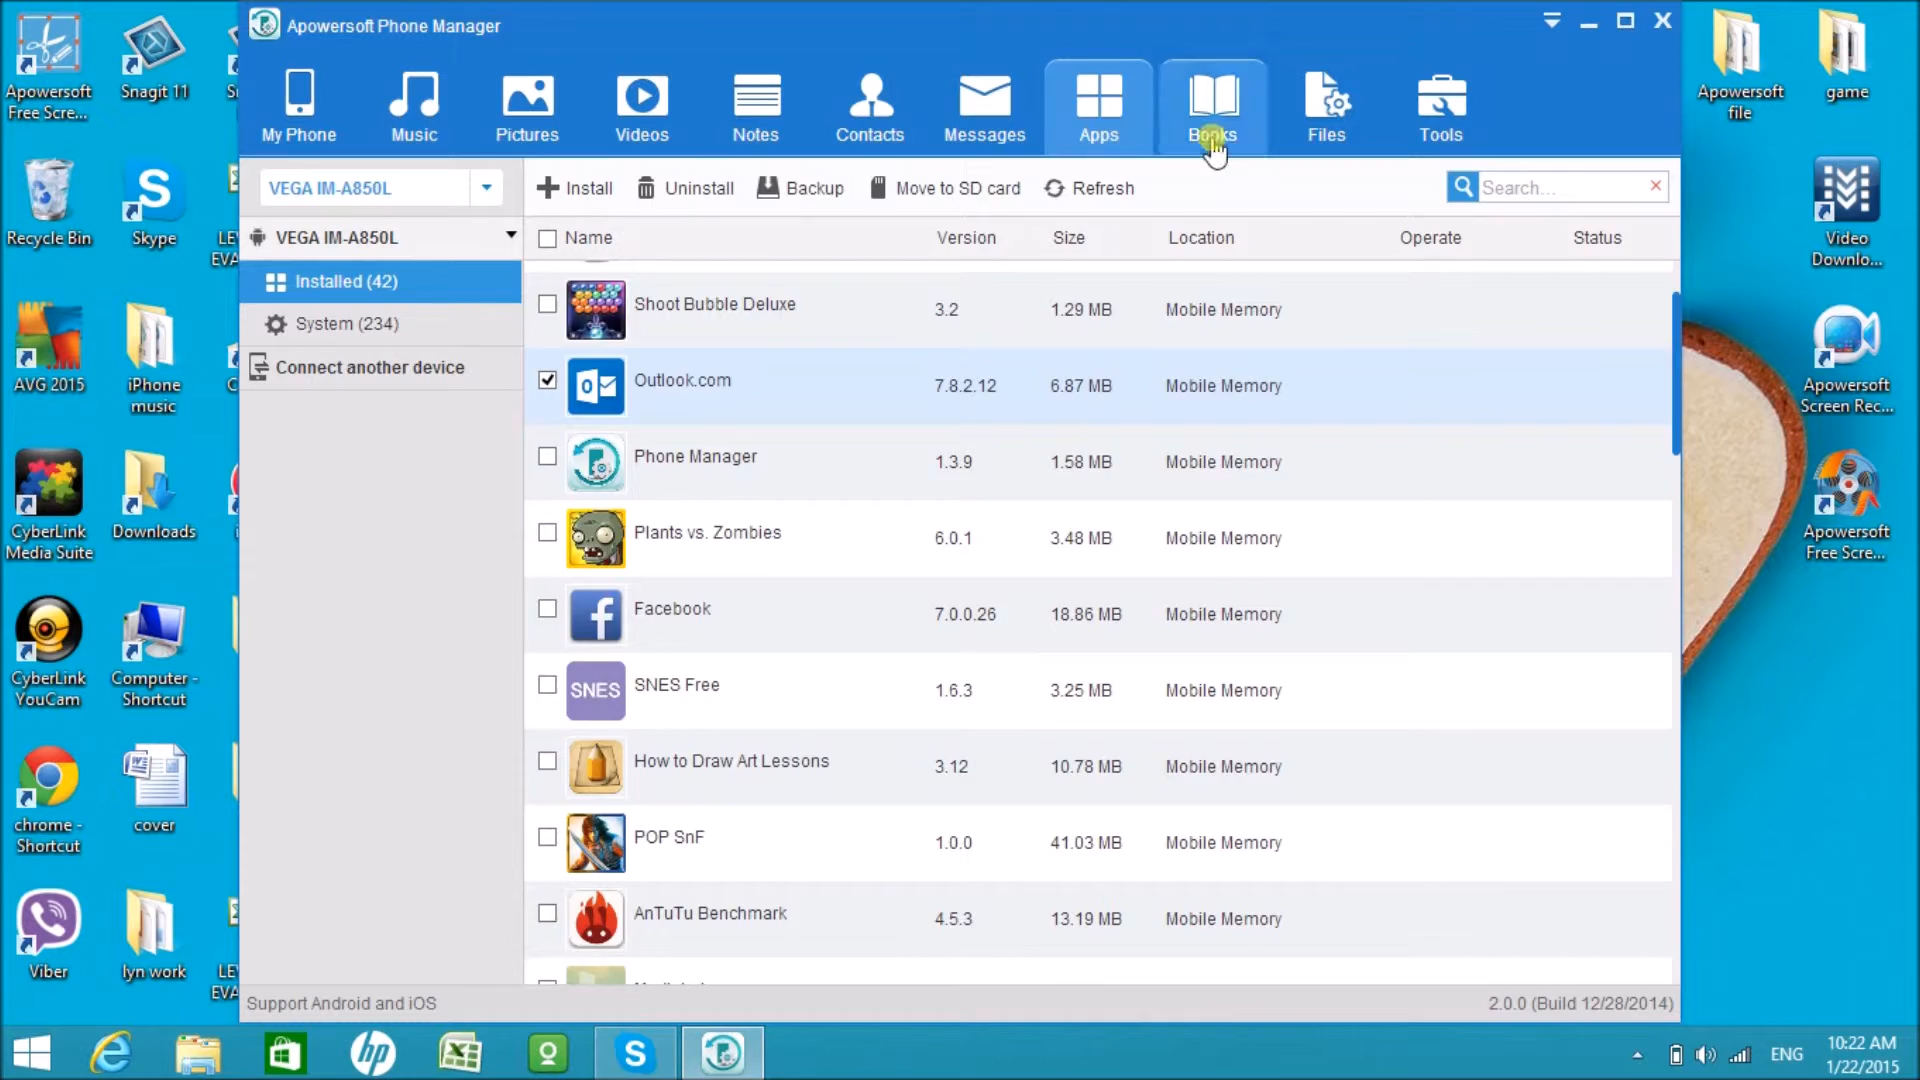 Apowersoft Phone Manager
My Phone
Music
Pictures
Videos
Notes
Contacts
Messages
Apps
Books
Files
Tools
VEGA IM-A850L
Install
Uninstall
Backup
Move to SD card
Refresh
Search...
VEGA IM-A850L
Installed (42)
System (234)
Connect another device
Name Version Size Location Operate Status
Shoot Bubble Deluxe 3.2 1.29 MB Mobile Memory
Outlook.com 7.8.2.12 6.87 MB Mobile Memory
Phone Manager 1.3.9 1.58 MB Mobile Memory
Plants vs. Zombies 6.0.1 3.48 MB Mobile Memory
Facebook 7.0.0.26 18.86 MB Mobile Memory
SNES
SNES Free 1.6.3 3.25 MB Mobile Memory
How to Draw Art Lessons 3.12 10.78 MB Mobile Memory
POP SnF 1.0.0 41.03 MB Mobile Memory
AnTuTu Benchmark 4.5.3 13.19 MB Mobile Memory
Support Android and iOS
2.0.0 (Build 12/28/2014)
Apowersoft
Free Scre...
Snagit 11
Recycle Bin
Skype
LE
EVA
AVG 2015
iPhone
music
CyberLink
Media Suite
Downloads
CyberLink
YouCam
Computer -
Shortcut
chrome -
Shortcut
cover
Viber
lyn work
LE
EVA
Apowersoft
file
game
Video
Downlo...
Apowersoft
Screen Rec...
Apowersoft
Free Scre...
hp
ENG
10:22 AM
1/22/2015